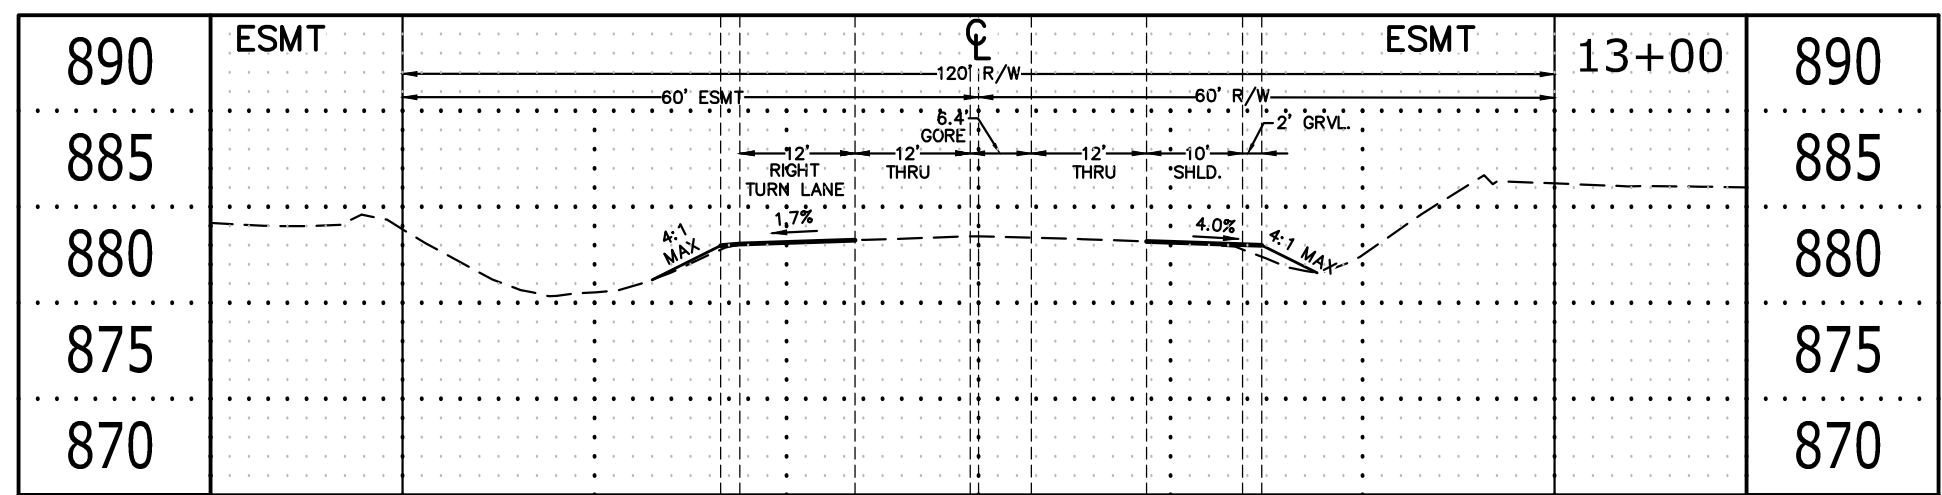 890 ESMT ℄ ESMT 13+00 890
120' R/W
60' ESMT 60' R/W
6.4' GORE 2' GRVL.
885 885
12' RIGHT TURN LANE
12' THRU
12' THRU
10' SHLD.
1.7% 4.0%
4:1 MAX 4:1 MAX
880 880
875 875
870 870